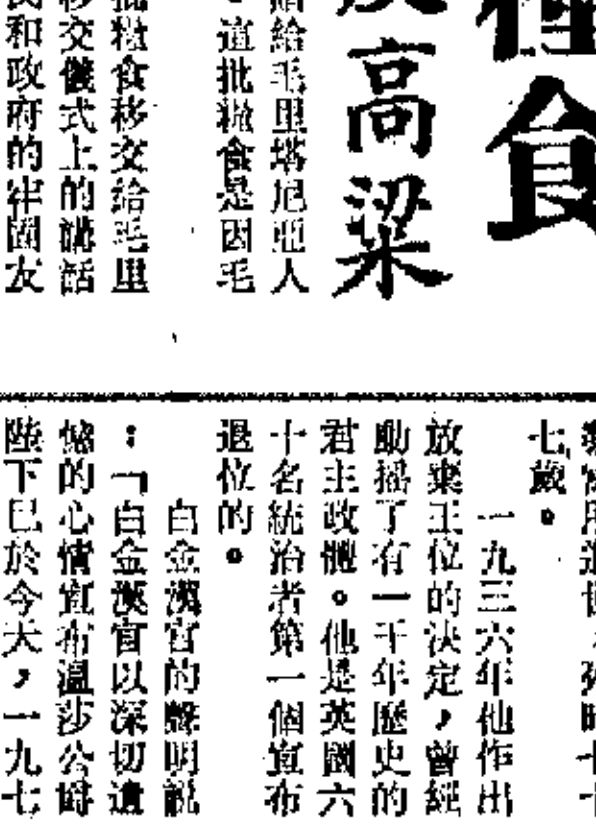 種食
高粱
贈給毛里塔尼亞人
。這批糧食是因毛
批糧食移交給毛里
移交儀式上的講話
民和政府的牢固友
七歲。
一九三六年他作出
放棄王位的決定，曾經
動搖了有一千年歷史的
君主政體。他是英國六
十名統治者第一個宣布
退位的。
白金漢宮的聲明說
：「白金漢宮以深切遺
憾的心情宣布溫莎公爵
陛下已於今天，一九七